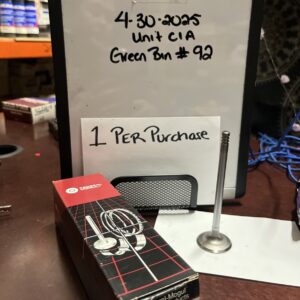 4-30-2025
Unit C1A
Green Bin # 92
1 Per Purchase